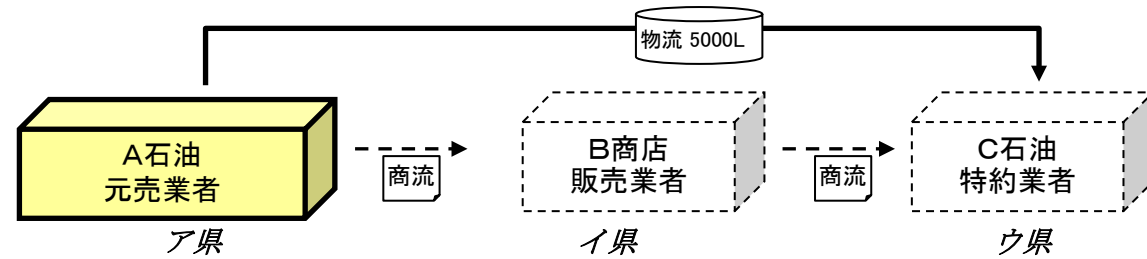 物流 5000L
A石油
元売業者
商流
B商店
販売業者
商流
C石油
特約業者
ア県
イ県
ウ県